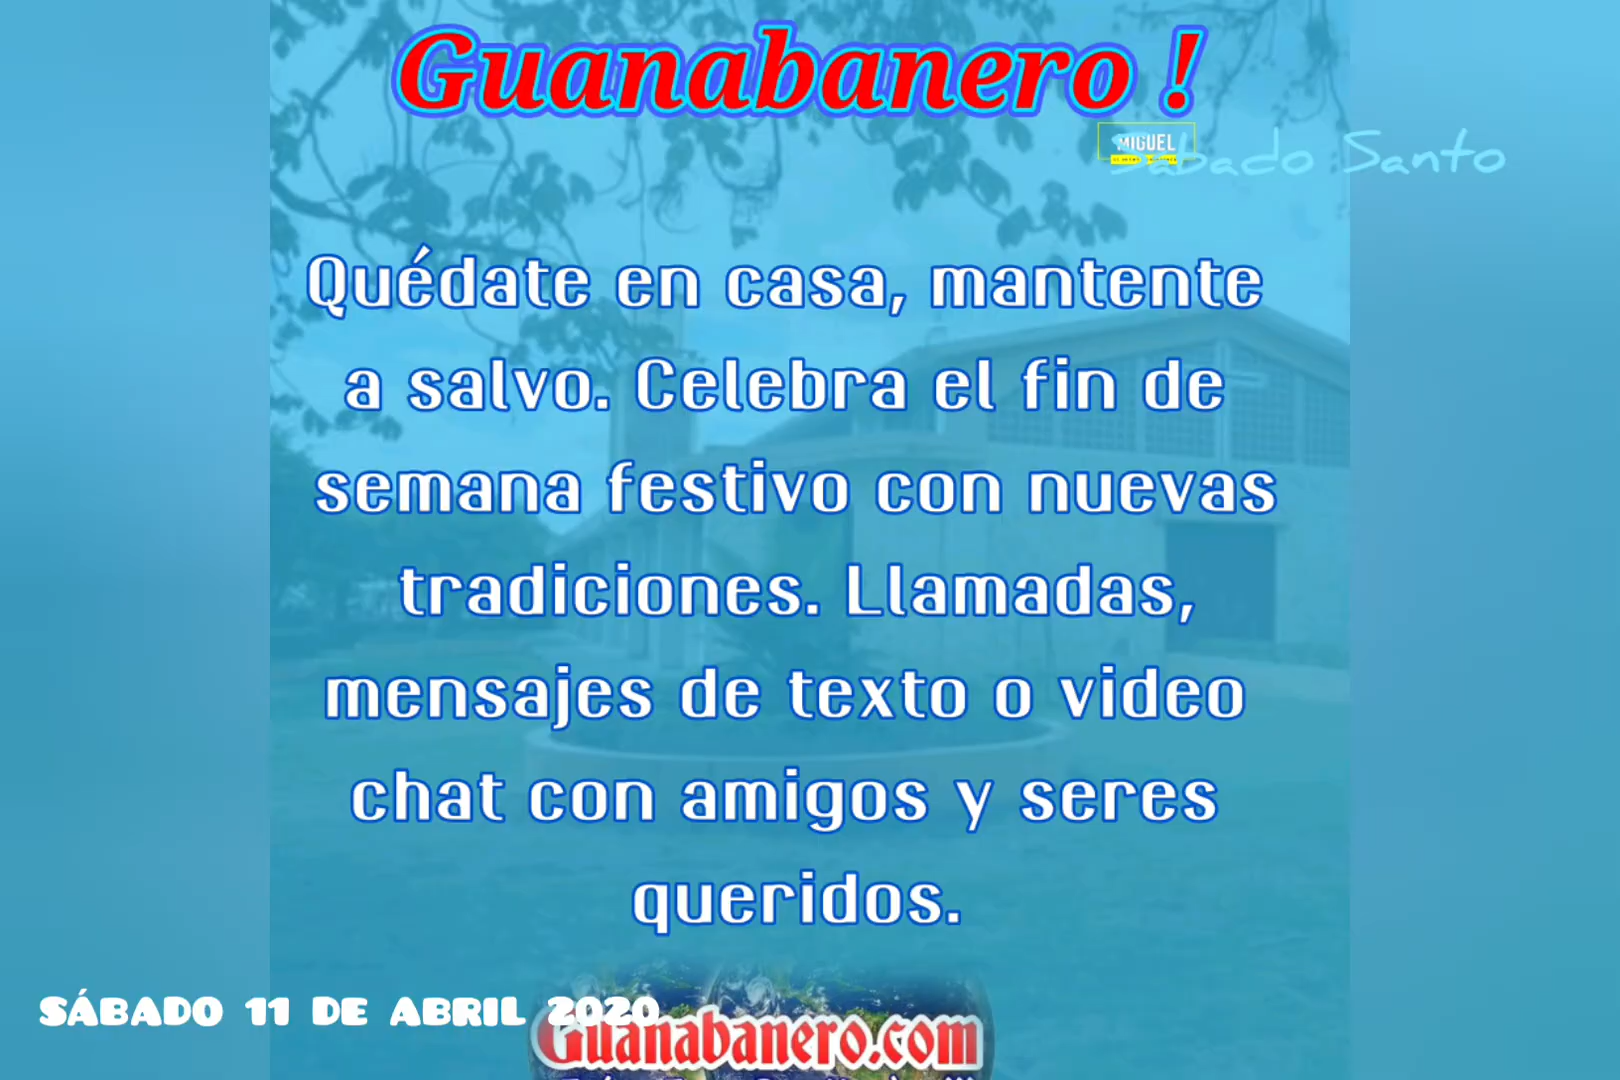 Guanabanero !
MIGUEL
Sábado Santo
Quédate en casa, mantente
a salvo. Celebra el fin de
semana festivo con nuevas
tradiciones. Llamadas,
mensajes de texto o video
chat con amigos y seres
queridos.
SÁBADO 11 DE ABRIL 2020
Guanabanero.com